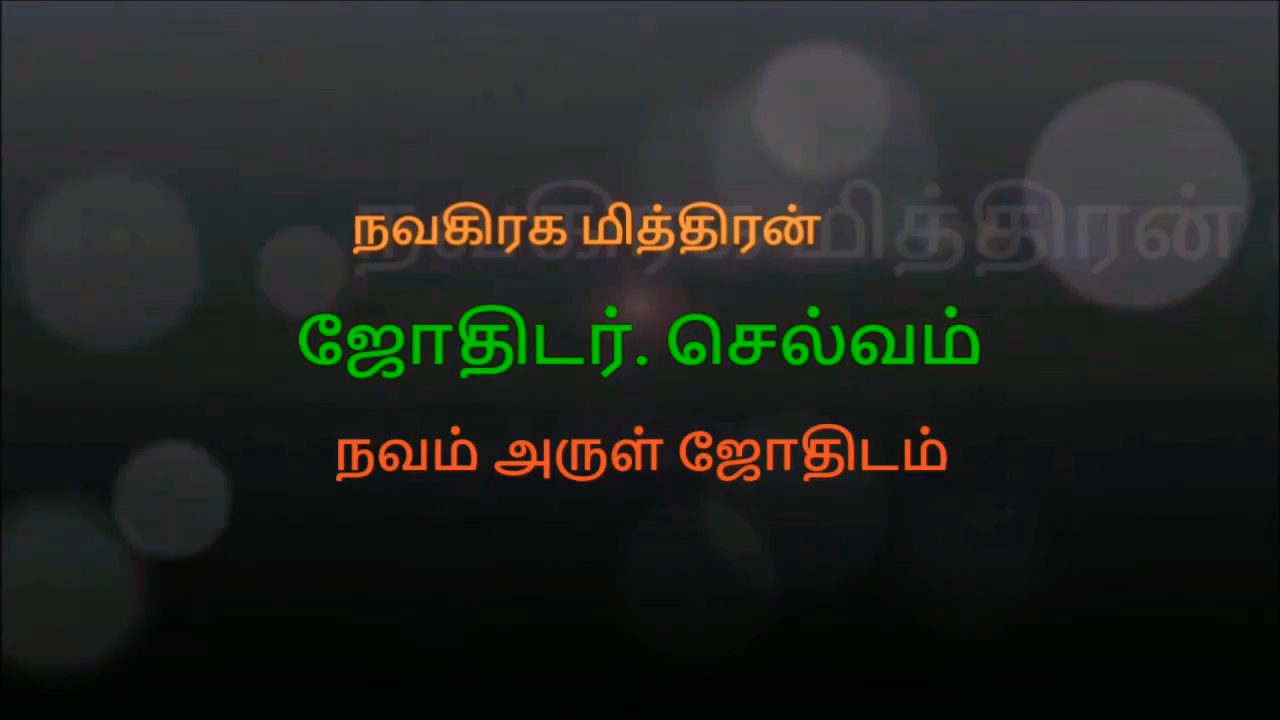 நவகிரக மித்திரன்
ஜோதிடர். செல்வம்
நவம் அருள் ஜோதிடம்